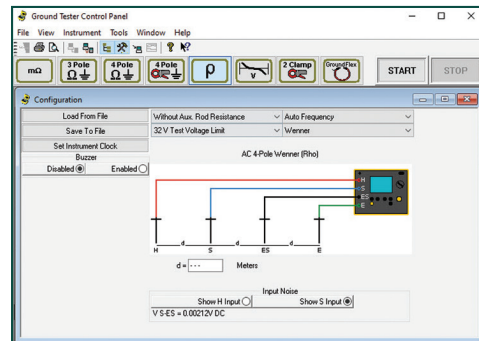 Ground Tester Control Panel
File View Instrument Tools Window Help
mΩ 3 Pole Ω 4 Pole Ω 4 Pole Ω ρ V 2 Clamp Ω GroundFlex START STOP
Configuration
Load From File Without Aux. Rod Resistance Auto Frequency
Save To File 32 V Test Voltage Limit Wenner
Set Instrument Clock
Buzzer
Disabled Enabled
AC 4-Pole Wenner (Rho)
H
S
ES
E
d d d
H S ES E
d = --- Meters
Input Noise
Show H Input Show S Input
V S-ES = 0.00212V DC